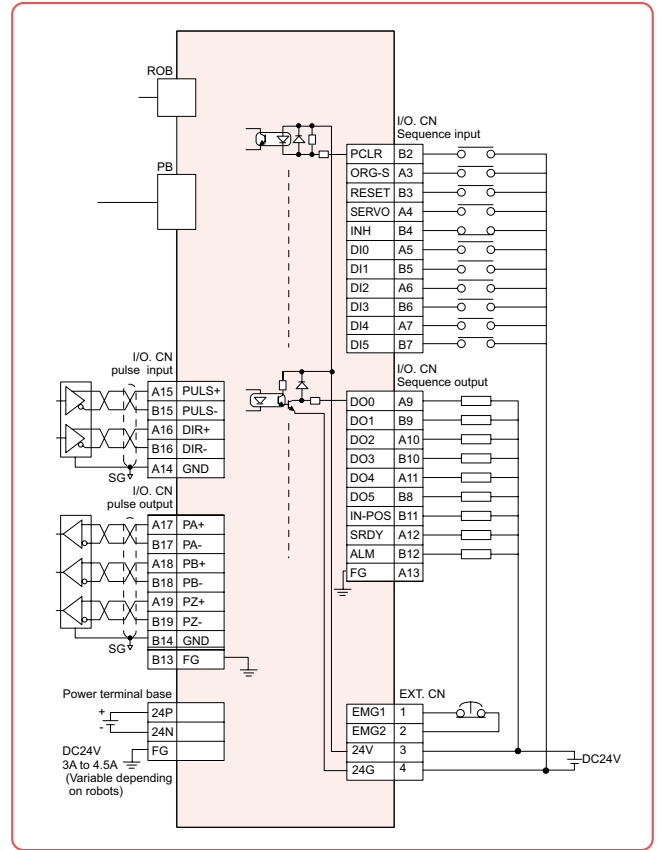 ROB
PB
I/O. CN
Sequence input
PCLR B2
ORG-S A3
RESET B3
SERVO A4
INH B4
DI0 A5
DI1 B5
DI2 A6
DI3 B6
DI4 A7
DI5 B7
I/O. CN
pulse input
A15 PULS+
B15 PULS-
A16 DIR+
B16 DIR-
A14 GND
SG
I/O. CN
Sequence output
DO0 A9
DO1 B9
DO2 A10
DO3 B10
DO4 A11
DO5 B8
IN-POS B11
SRDY A12
ALM B12
FG A13
I/O. CN
pulse output
A17 PA+
B17 PA-
A18 PB+
B18 PB-
A19 PZ+
B19 PZ-
B14 GND
SG
B13 FG
Power terminal base
+ 24P
- 24N
FG
DC24V
3A to 4.5A
(Variable depending
on robots)
EXT. CN
EMG1 1
EMG2 2
24V 3
24G 4
DC24V